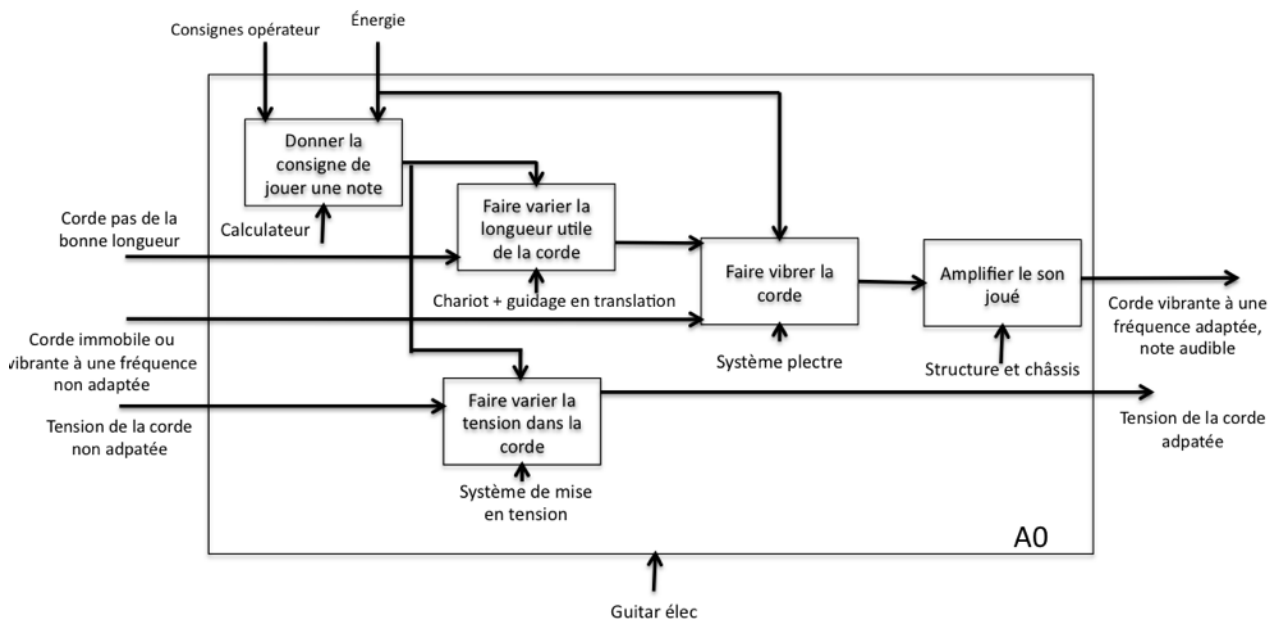 Consignes opérateur
Énergie
Donner la
consigne de
jouer une note
Calculateur
Corde pas de la
bonne longueur
Faire varier la
longueur utile
de la corde
Chariot + guidage en translation
Faire vibrer la
corde
Système plectre
Amplifier le son
joué
Structure et châssis
Corde vibrante à une
fréquence adaptée,
note audible
Corde immobile ou
vibrante à une fréquence
non adaptée
Tension de la corde
non adpatée
Faire varier la
tension dans la
corde
Système de mise
en tension
Tension de la corde
adpatée
A0
Guitar élec